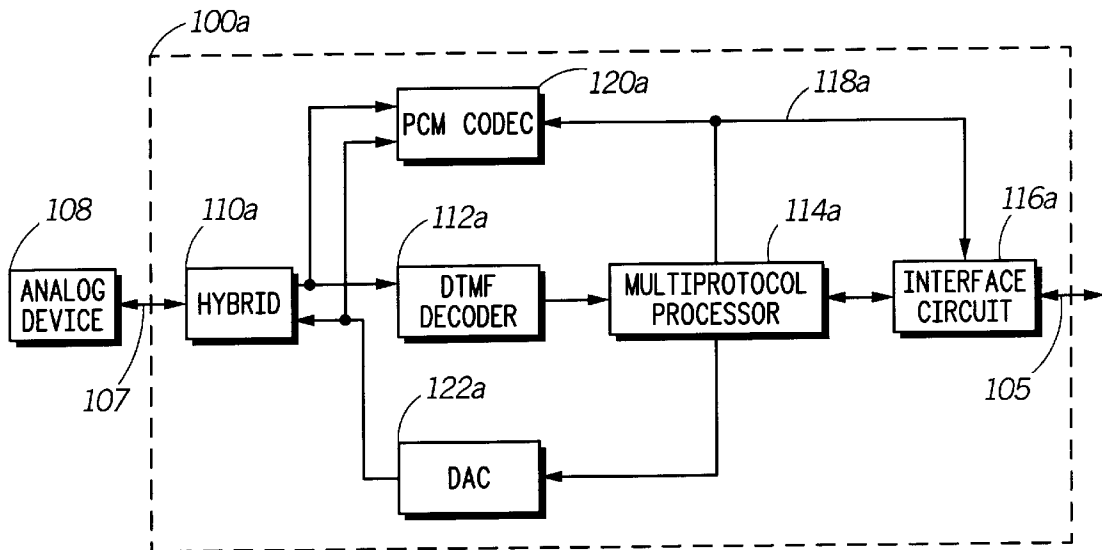 100a
120a
PCM CODEC
118a
108
110a
112a
114a
116a
ANALOG
DEVICE
HYBRID
DTMF
DECODER
MULTIPROTOCOL
PROCESSOR
INTERFACE
CIRCUIT
107
105
122a
DAC